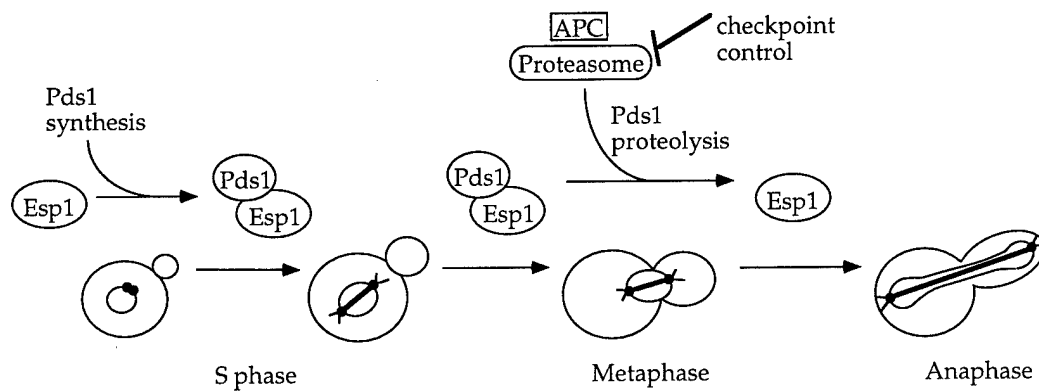 APC
Proteasome
checkpoint
control
Pds1
synthesis
Pds1
proteolysis
Esp1
Pds1
Esp1
Pds1
Esp1
Esp1
S phase
Metaphase
Anaphase